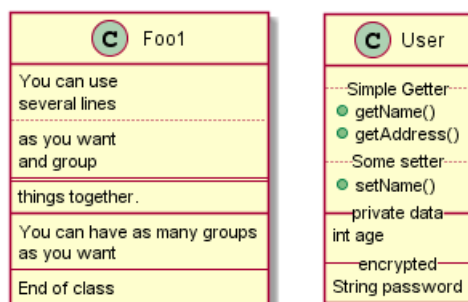 C Foo1
You can use
several lines
as you want
and group
things together.
You can have as many groups
as you want
End of class
C User
Simple Getter
getName()
getAddress()
Some setter
setName()
private data
int age
encrypted
String password